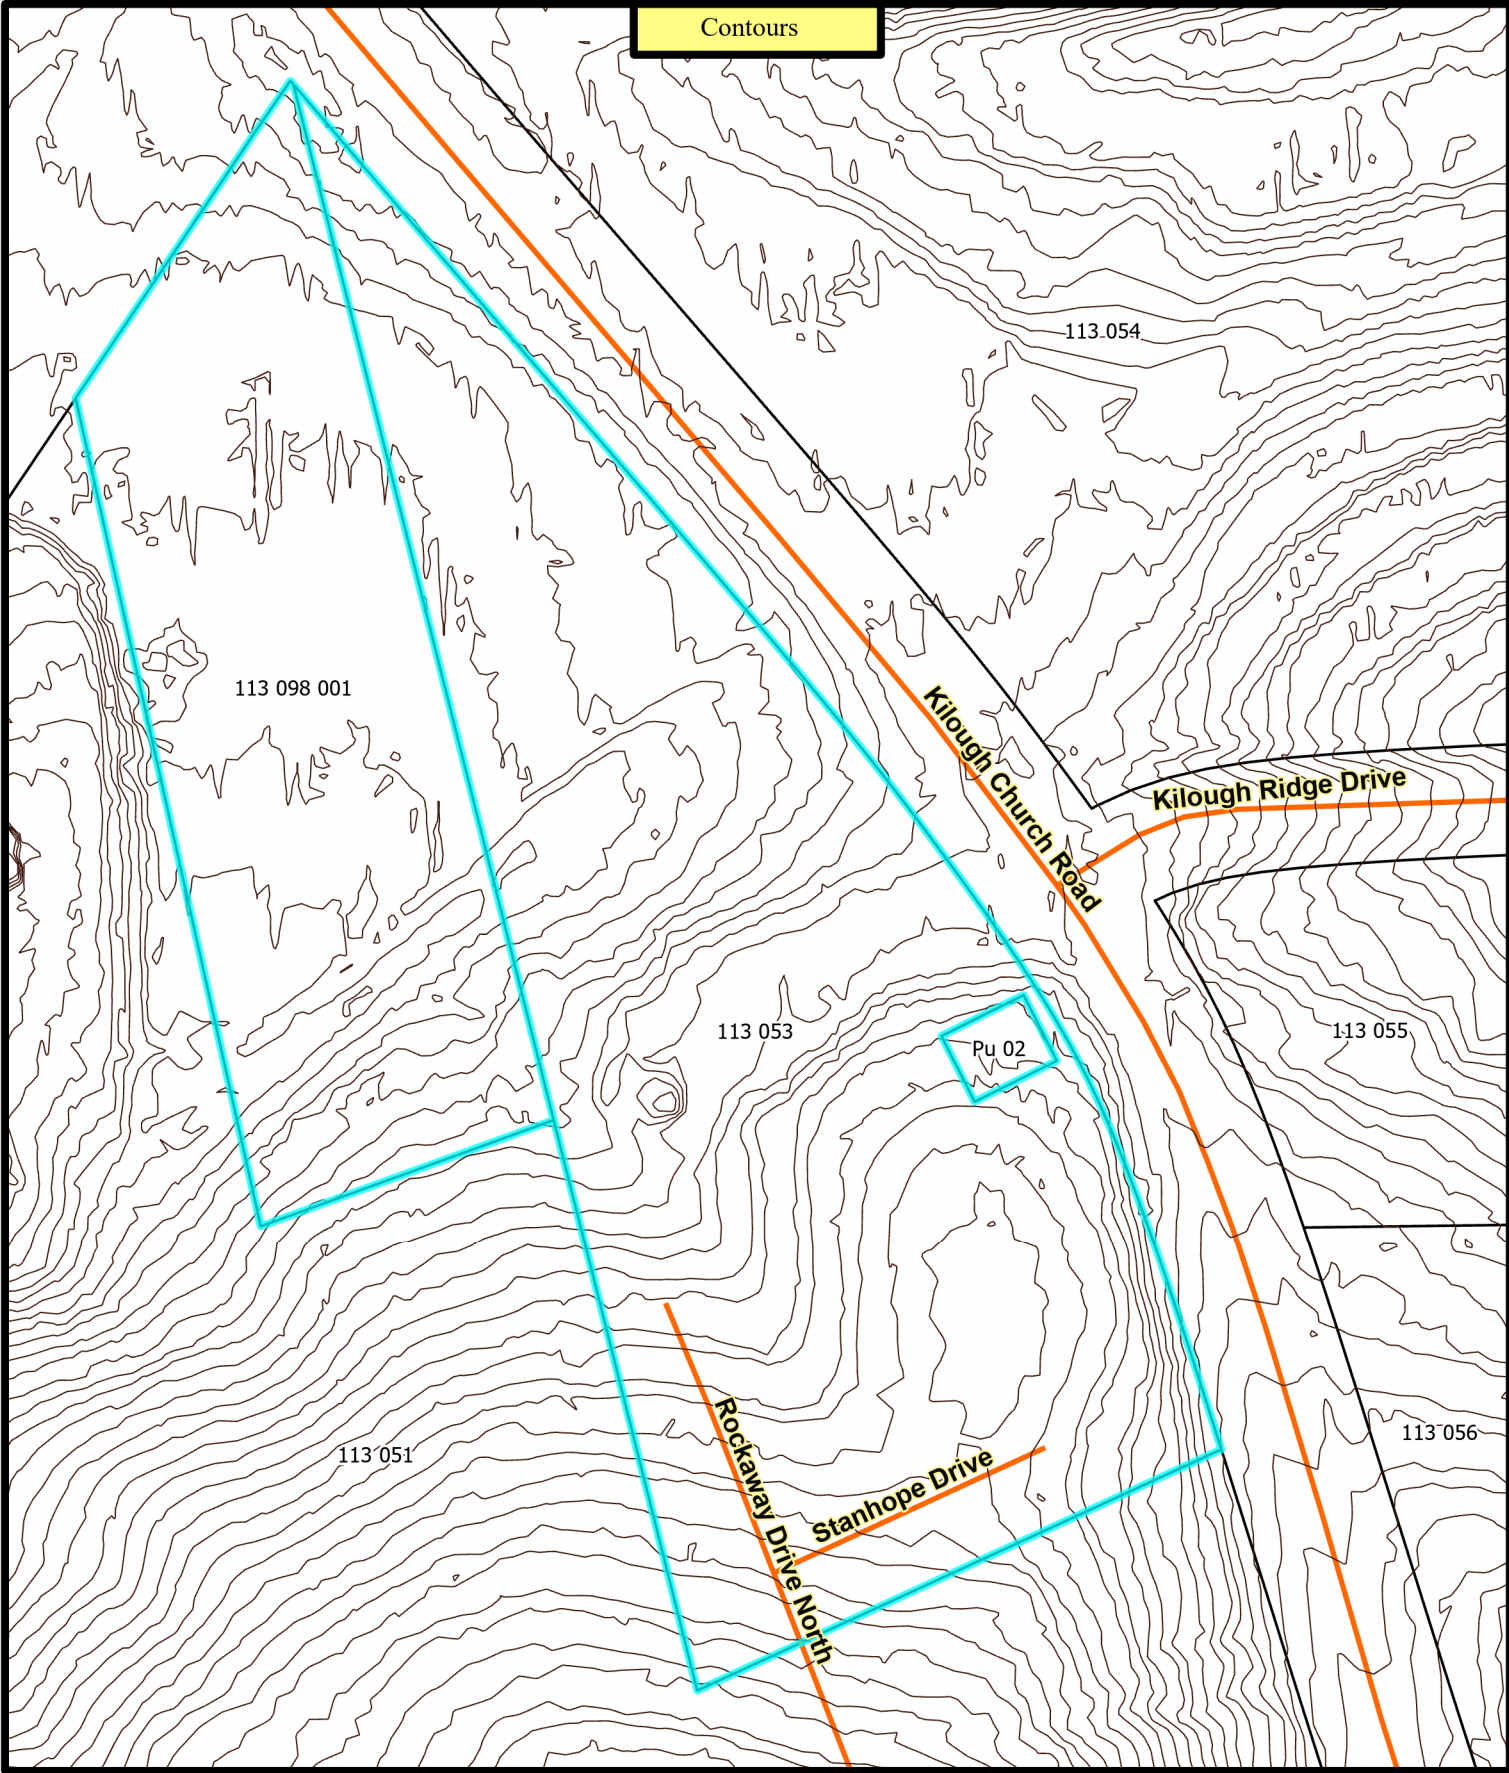 Contours
113 054
113 098 001
Kilough Church Road
Kilough Ridge Drive
113 053
Pu 02
113 055
113 056
113 051
Rockaway Drive North
Stanhope Drive